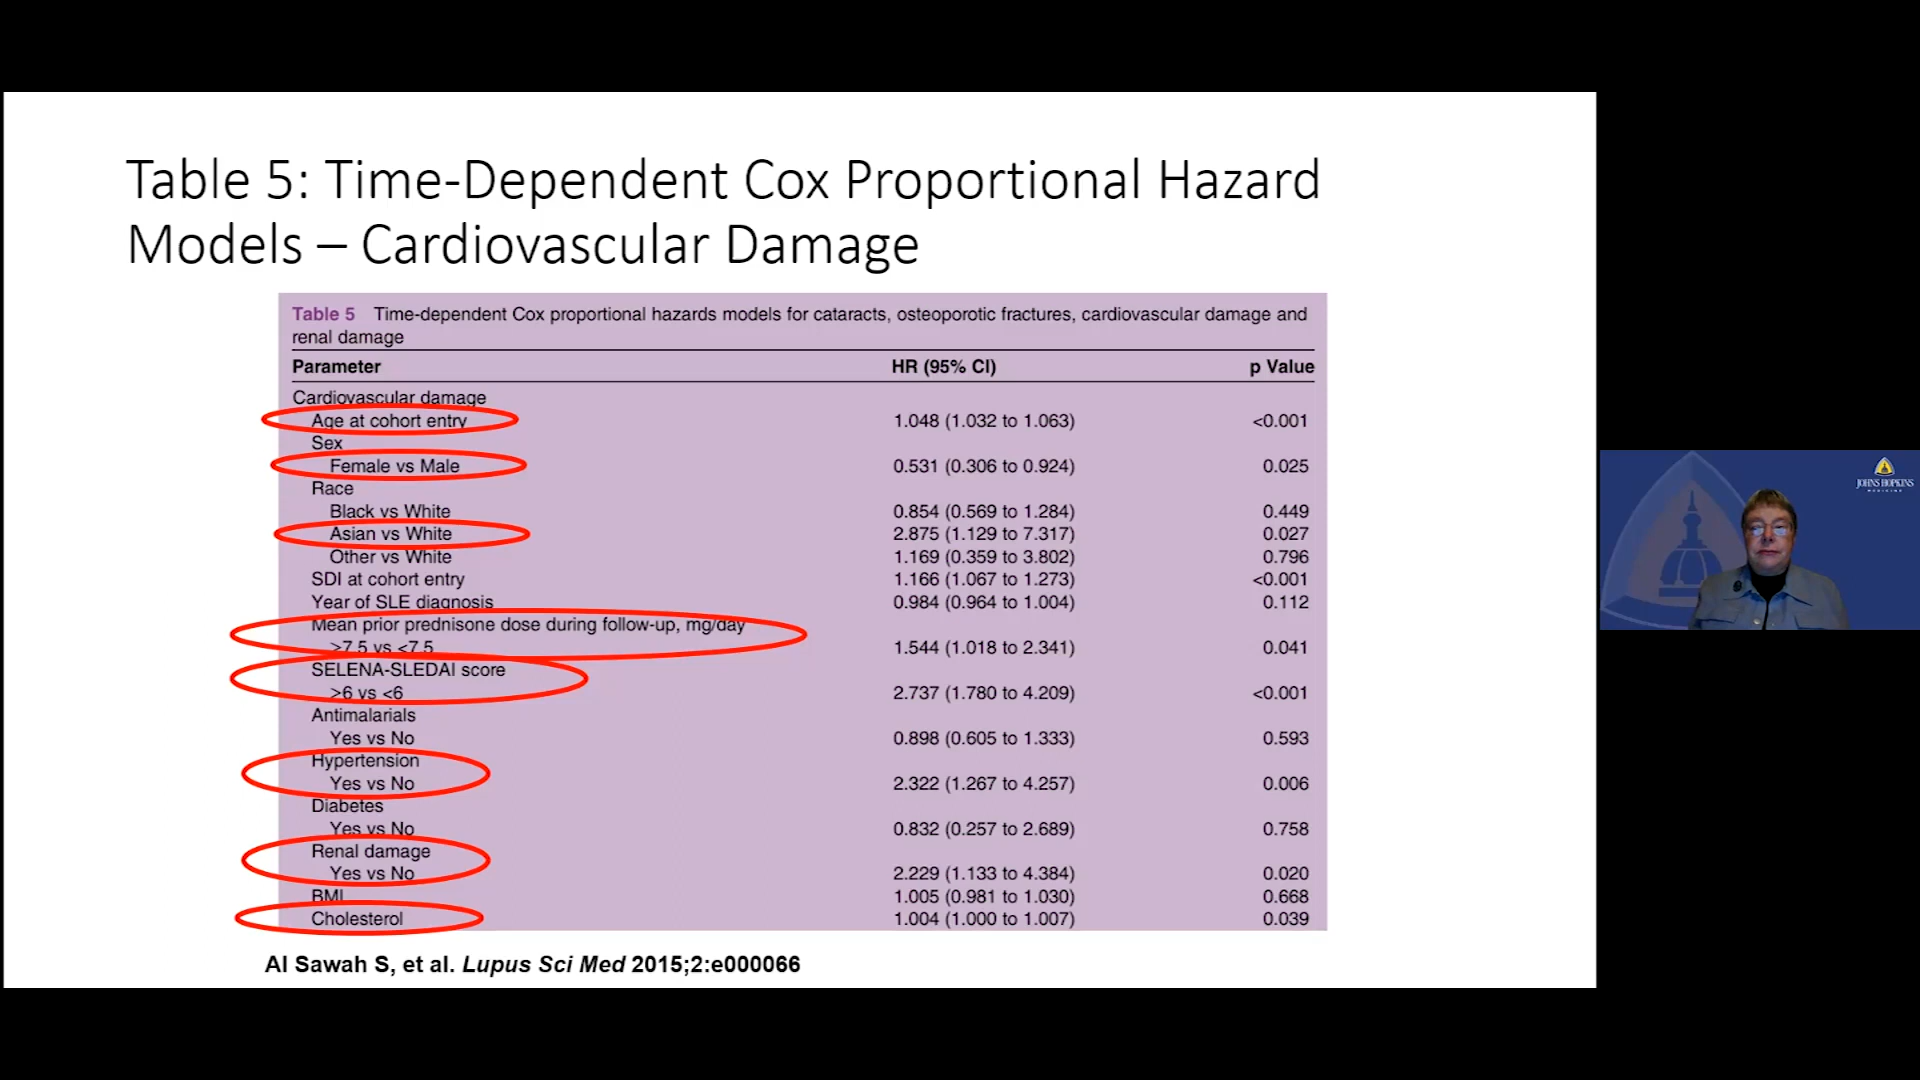 Table 5: Time-Dependent Cox Proportional Hazard
Models – Cardiovascular Damage
Table 5 Time-dependent Cox proportional hazards models for cataracts, osteoporotic fractures, cardiovascular damage and
renal damage
Parameter HR (95% CI) p Value
Cardiovascular damage
Age at cohort entry 1.048 (1.032 to 1.063) <0.001
Sex
Female vs Male 0.531 (0.306 to 0.924) 0.025
Race
Black vs White 0.854 (0.569 to 1.284) 0.449
Asian vs White 2.875 (1.129 to 7.317) 0.027
Other vs White 1.169 (0.359 to 3.802) 0.796
SDI at cohort entry 1.166 (1.067 to 1.273) <0.001
Year of SLE diagnosis 0.984 (0.964 to 1.004) 0.112
Mean prior prednisone dose during follow-up, mg/day
≥7.5 vs <7.5 1.544 (1.018 to 2.341) 0.041
SELENA-SLEDAI score
≥6 vs <6 2.737 (1.780 to 4.209) <0.001
Antimalarials
Yes vs No 0.898 (0.605 to 1.333) 0.593
Hypertension
Yes vs No 2.322 (1.267 to 4.257) 0.006
Diabetes
Yes vs No 0.832 (0.257 to 2.689) 0.758
Renal damage
Yes vs No 2.229 (1.133 to 4.384) 0.020
BMI 1.005 (0.981 to 1.030) 0.668
Cholesterol 1.004 (1.000 to 1.007) 0.039
Al Sawah S, et al. Lupus Sci Med 2015;2:e000066
JOHNS HOPKINS
MEDICINE